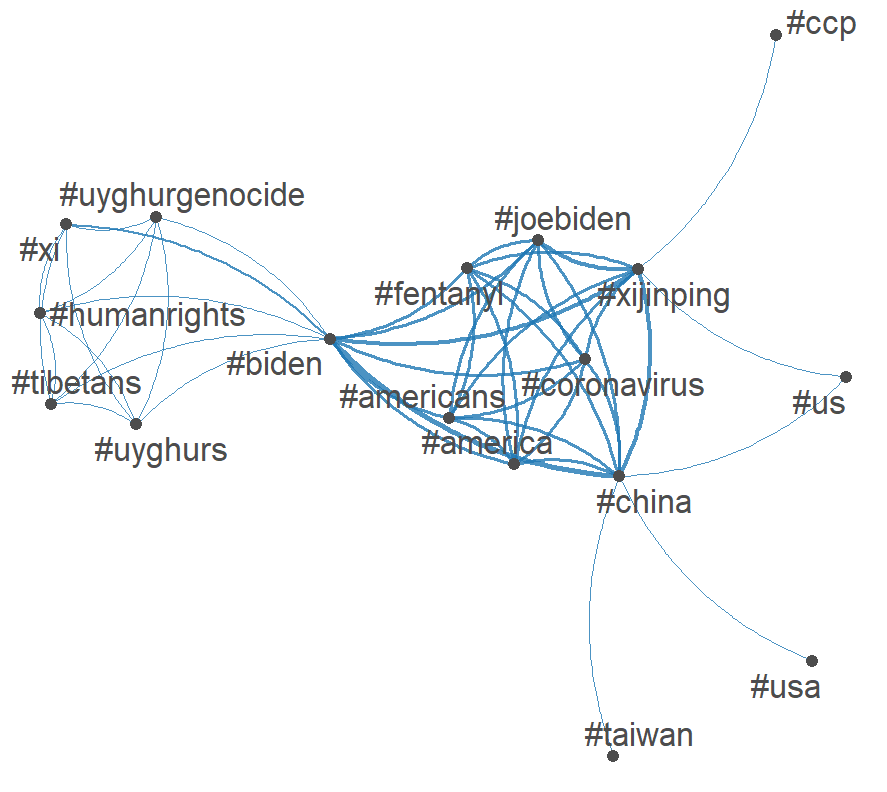 #ccp
#uyghurgenocide
#joebiden
#xi
#fentanyl
#xijinping
#humanrights
#biden
#tibetans
#coronavirus
#americans
#us
#america
#uyghurs
#china
#usa
#taiwan